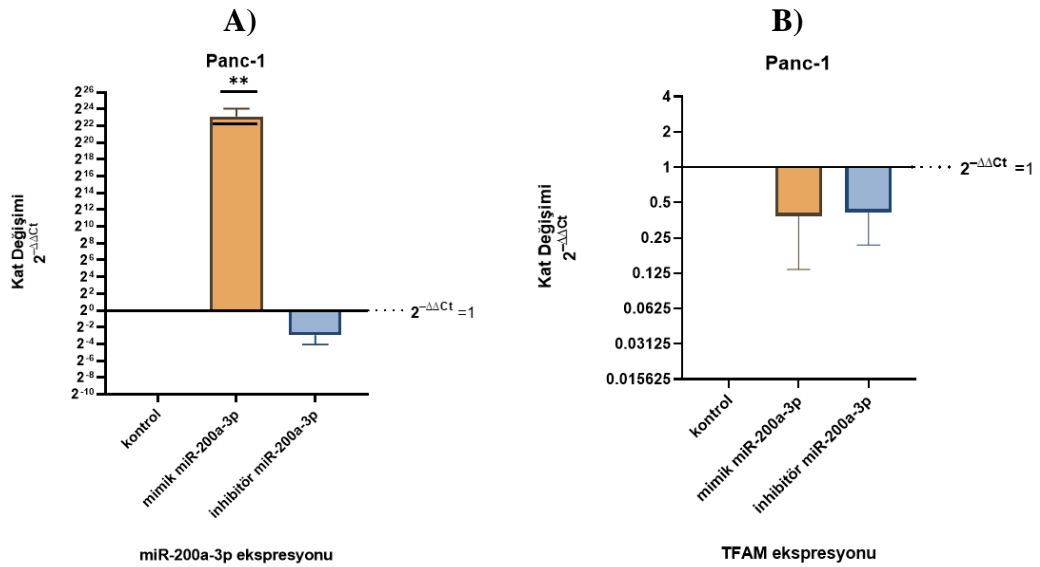 A)
Panc-1
**
2^26
2^24
2^22
2^20
2^18
2^16
2^14
2^12
2^10
2^8
2^6
2^4
2^2
2^0
2^-2
2^-4
2^-6
2^-8
2^-10
Kat Değişimi
2^–ΔΔCt
2^–ΔΔCt =1
kontrol
mimik miR-200a-3p
inhibitör miR-200a-3p
miR-200a-3p ekspresyonu
B)
Panc-1
4
2
1
0.5
0.25
0.125
0.0625
0.03125
0.015625
Kat Değişimi
2^–ΔΔCt
2^–ΔΔCt =1
kontrol
mimik miR-200a-3p
inhibitör miR-200a-3p
TFAM ekspresyonu